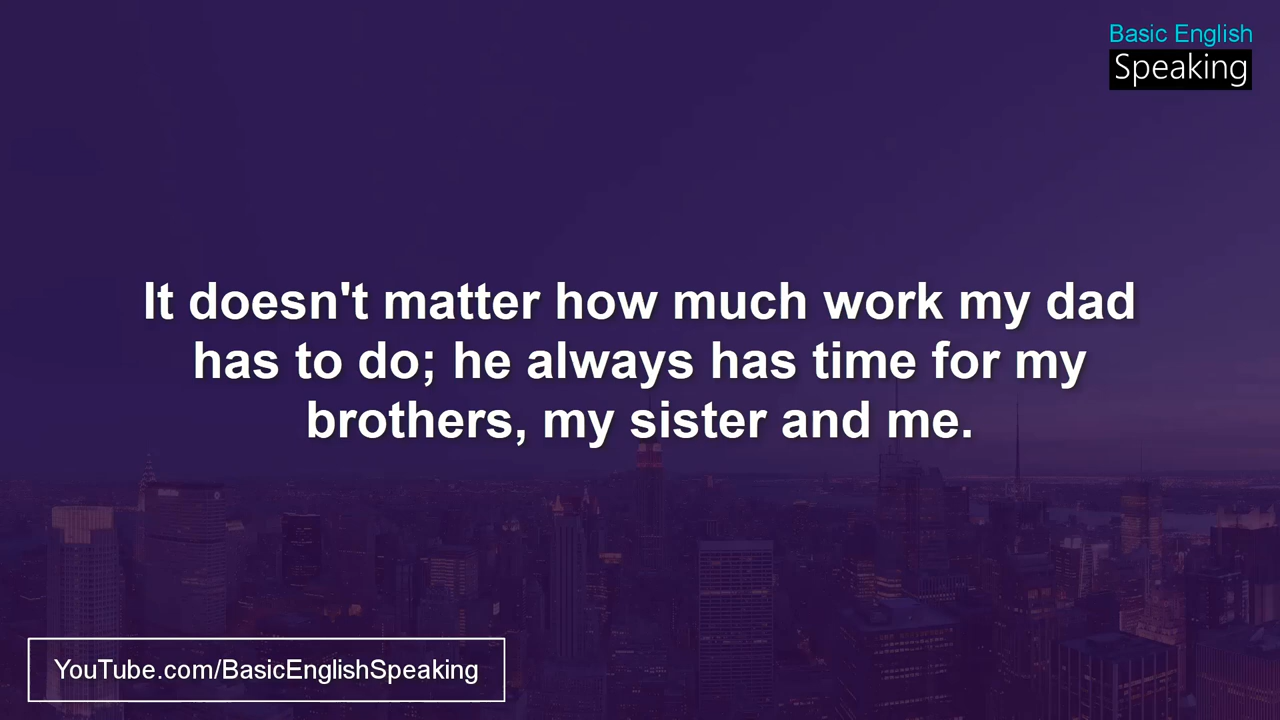 Basic English
Speaking
It doesn't matter how much work my dad
has to do; he always has time for my
brothers, my sister and me.
YouTube.com/BasicEnglishSpeaking